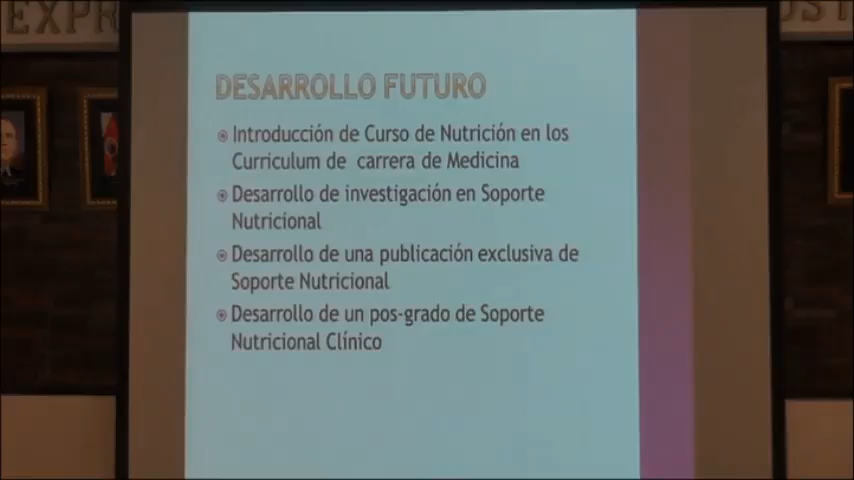 EXPR
DESARROLLO FUTURO
Introducción de Curso de Nutrición en los
Curriculum de carrera de Medicina
Desarrollo de investigación en Soporte
Nutricional
Desarrollo de una publicación exclusiva de
Soporte Nutricional
Desarrollo de un pos-grado de Soporte
Nutricional Clínico